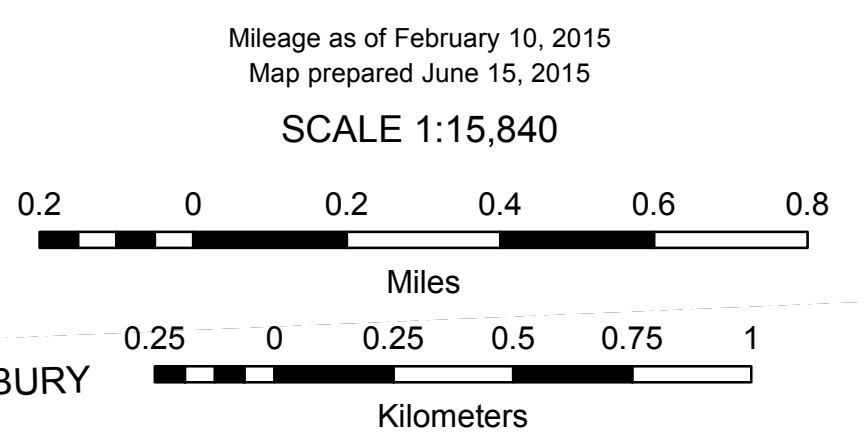 Mileage as of February 10, 2015
Map prepared June 15, 2015
SCALE 1:15,840
0.2 0 0.2 0.4 0.6 0.8
Miles
0.25 0 0.25 0.5 0.75 1
BURY
Kilometers